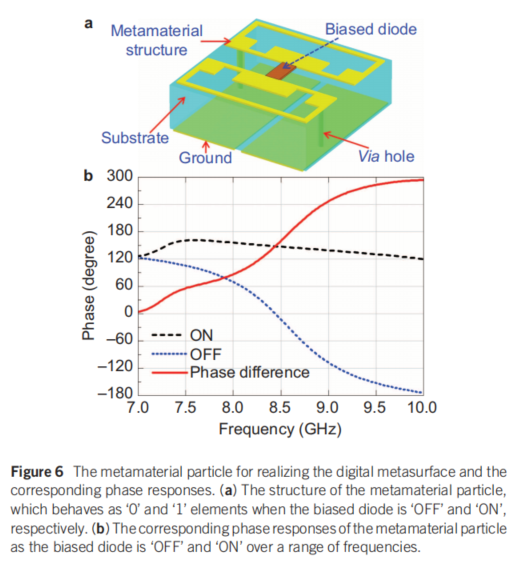 a
Metamaterial
structure
Biased diode
Substrate
Ground
Via hole
b
300
240
180
120
60
0
−60
−120
−180
Phase (degree)
ON
OFF
Phase difference
7.0 7.5 8.0 8.5 9.0 9.5 10.0
Frequency (GHz)
Figure 6 The metamaterial particle for realizing the digital metasurface and the
corresponding phase responses. (a) The structure of the metamaterial particle,
which behaves as ‘0’ and ‘1’ elements when the biased diode is ‘OFF’ and ‘ON’,
respectively. (b) The corresponding phase responses of the metamaterial particle
as the biased diode is ‘OFF’ and ‘ON’ over a range of frequencies.